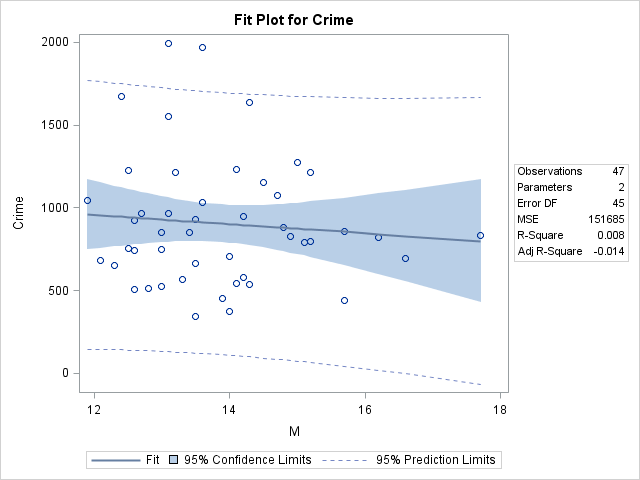 Fit Plot for Crime
2000
1500
1000
500
0
Crime
12
14
16
18
M
Observations 47
Parameters 2
Error DF 45
MSE 151685
R-Square 0.008
Adj R-Square -0.014
Fit 95% Confidence Limits 95% Prediction Limits